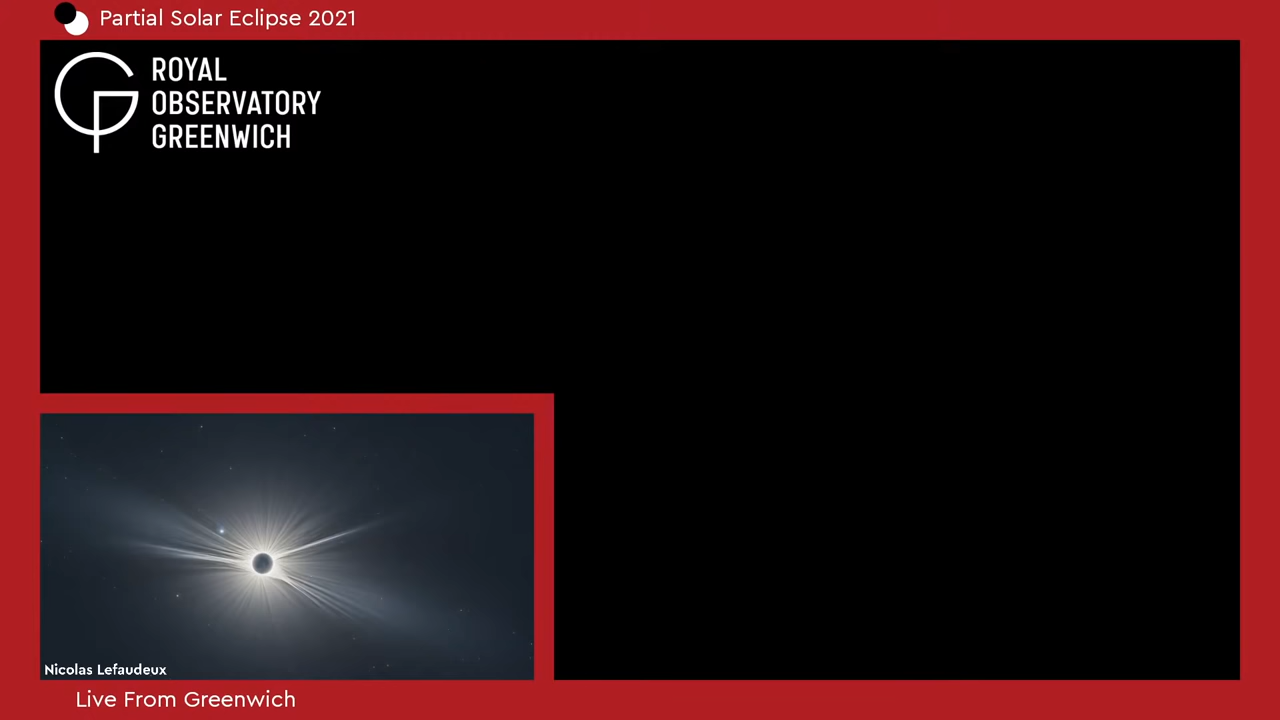 Partial Solar Eclipse 2021
ROYAL
OBSERVATORY
GREENWICH
Nicolas Lefaudeux
Live From Greenwich